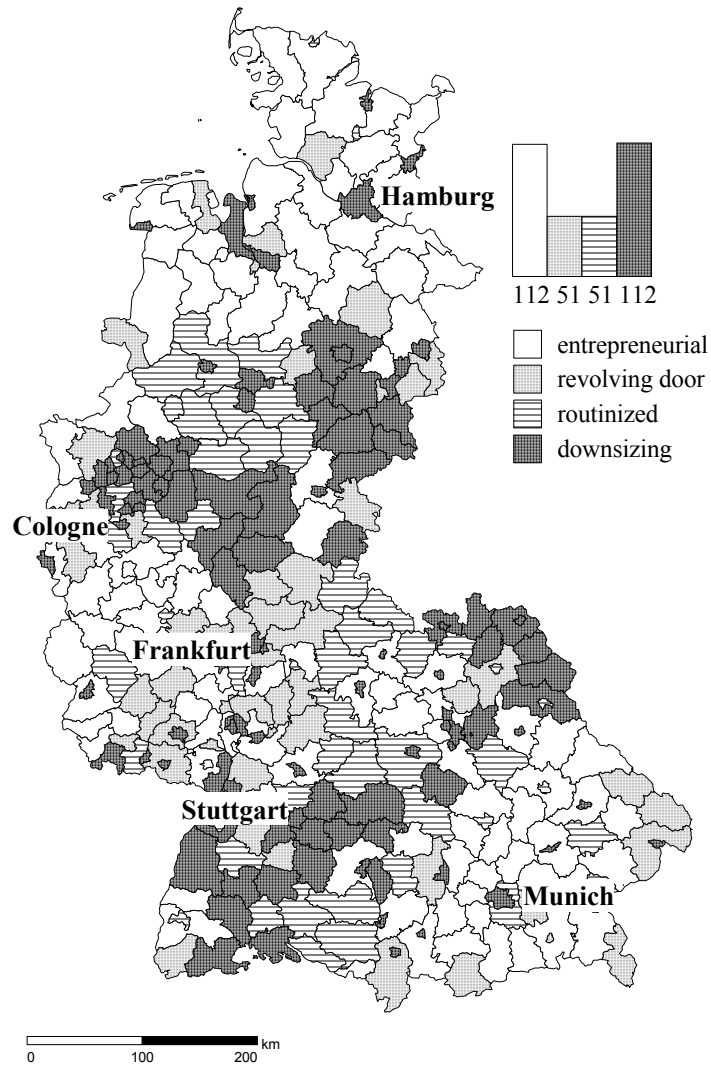 Hamburg
112 51 51 112
entrepreneurial
revolving door
routinized
downsizing
Cologne
Frankfurt
Stuttgart
Munich
km
0 100 200